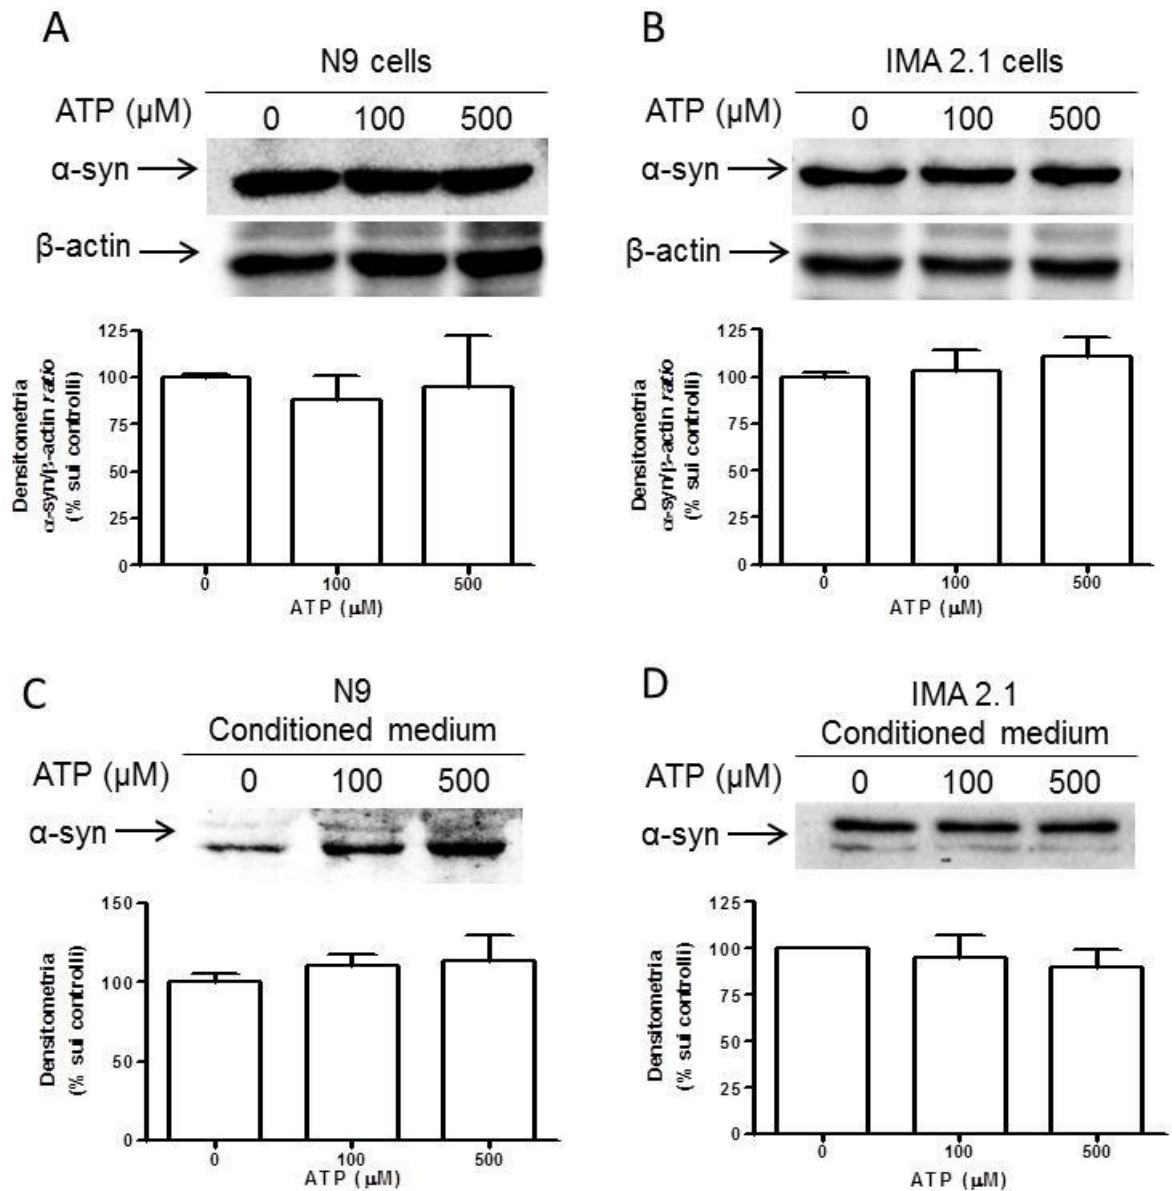 A
N9 cells
ATP (µM) 0 100 500
α-syn
β-actin
125
100
75
50
25
0
Densitometria
α-syn/β-actin ratio
(% sui controlli)
0 100 500
ATP (µM)
B
IMA 2.1 cells
ATP (µM) 0 100 500
α-syn
β-actin
125
100
75
50
25
0
Densitometria
α-syn/β-actin ratio
(% sui controlli)
0 100 500
ATP (µM)
C
N9
Conditioned medium
ATP (µM) 0 100 500
α-syn
150
100
50
0
Densitometria
(% sui controlli)
0 100 500
ATP (µM)
D
IMA 2.1
Conditioned medium
ATP (µM) 0 100 500
α-syn
125
100
75
50
25
0
Densitometria
(% sui controlli)
0 100 500
ATP (µM)